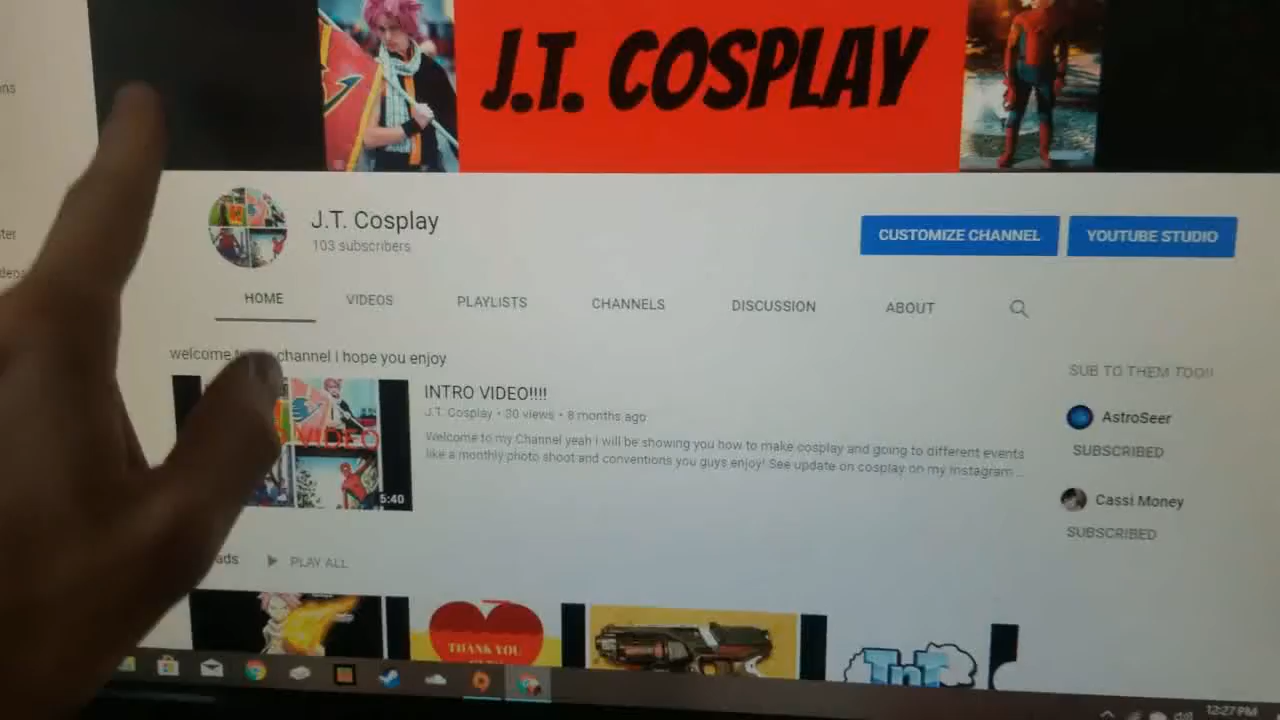 J.T. COSPLAY
J.T. Cosplay
103 subscribers
CUSTOMIZE CHANNEL
YOUTUBE STUDIO
HOME
VIDEOS
PLAYLISTS
CHANNELS
DISCUSSION
ABOUT
welcome channel I hope you enjoy
INTRO VIDEO!!!!
J.T. Cosplay • 30 views • 8 months ago
Welcome to my Channel yeah I will be showing you how to make cosplay and going to different events
like a monthly photo shoot and conventions you guys enjoy! See update on cosplay on my Instagram ...
VIDEO
5:40
SUB TO THEM TOO!!
AstroSeer
SUBSCRIBED
Cassi Money
SUBSCRIBED
PLAY ALL
THANK YOU
TnT
12:27 PM